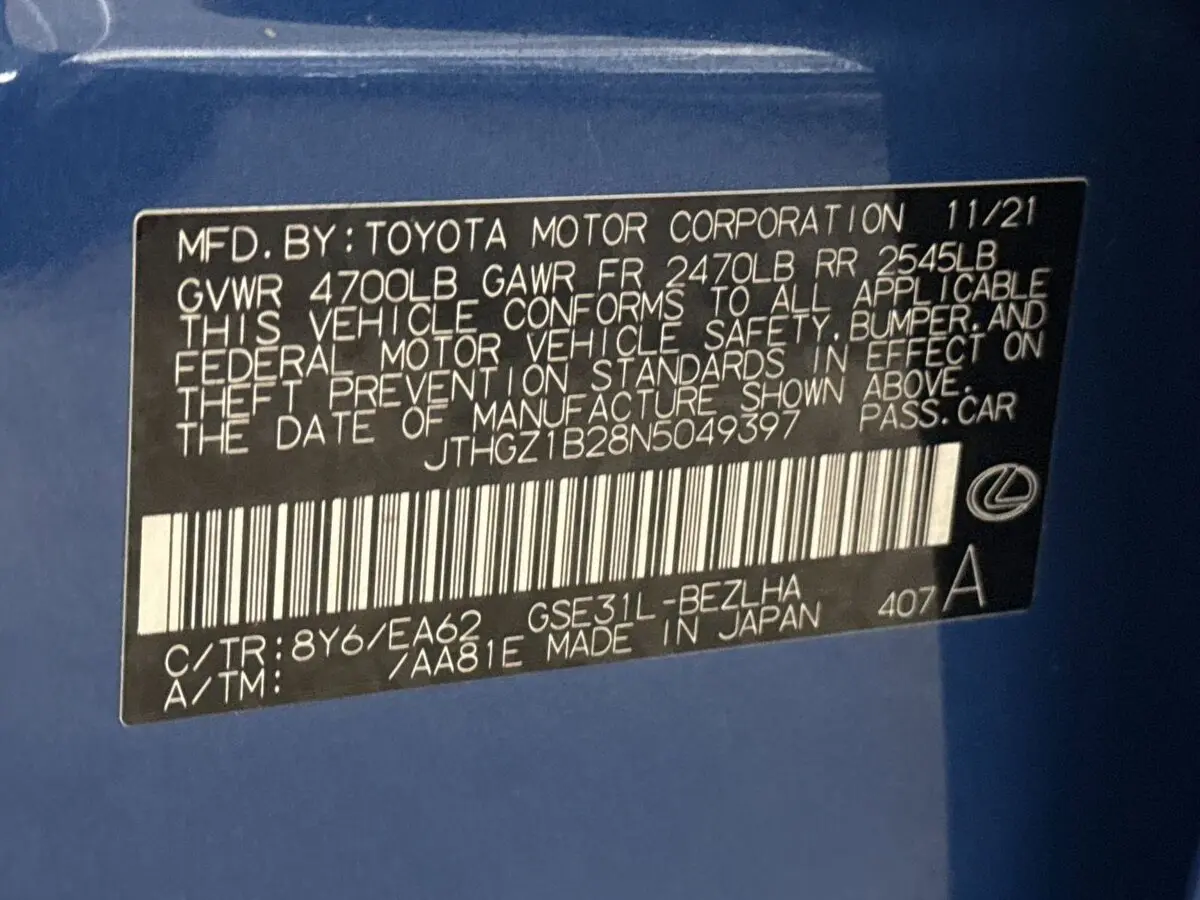 MFD. BY: TOYOTA MOTOR CORPORATION 11/21
GVWR 4700LB GAWR FR 2470LB RR 2545LB
THIS VEHICLE CONFORMS TO ALL APPLICABLE
FEDERAL MOTOR VEHICLE SAFETY, BUMPER, AND
THEFT PREVENTION STANDARDS IN EFFECT ON
THE DATE OF MANUFACTURE SHOWN ABOVE.
JTHGZ1B28N5049397 PASS. CAR
C/TR: 8Y6/EA62 GSE31L-BEZLHA 407 A
A/TM: /AA81E MADE IN JAPAN